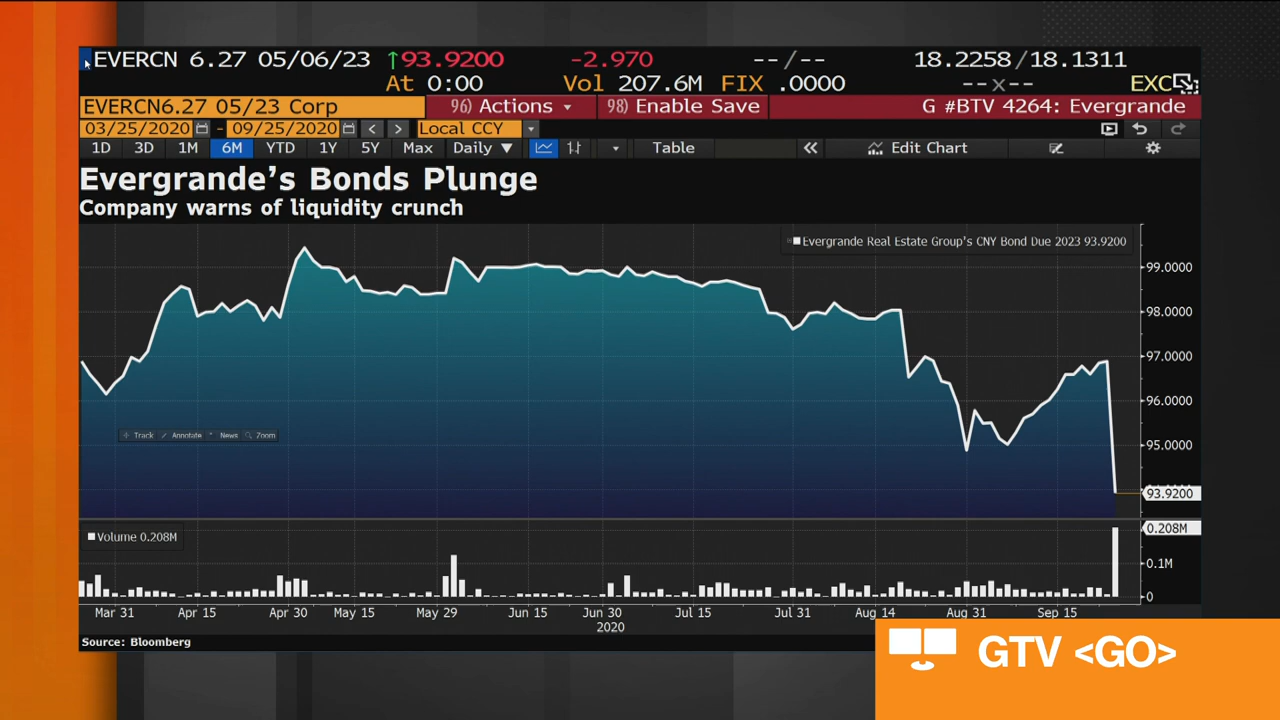 EVERCN 6.27 05/06/23 ↑93.9200 -2.970 --/-- 18.2258/18.1311
At 0:00 Vol 207.6M FIX .0000 --x-- EXC
EVERCN6.27 05/23 Corp 96) Actions 98) Enable Save G #BTV 4264: Evergrande
03/25/2020 - 09/25/2020 < > Local CCY
1D 3D 1M 6M YTD 1Y 5Y Max Daily ▼ Table « Edit Chart
Evergrande's Bonds Plunge
Company warns of liquidity crunch
Evergrande Real Estate Group's CNY Bond Due 2023 93.9200
99.0000
98.0000
97.0000
96.0000
95.0000
Track Annotate News Zoom
93.9200
Volume 0.208M
0.208M
0.1M
0
Mar 31 Apr 15 Apr 30 May 15 May 29 Jun 15 Jun 30 Jul 15 Jul 31 Aug 14 Aug 31 Sep 15
2020
Source: Bloomberg
GTV <GO>